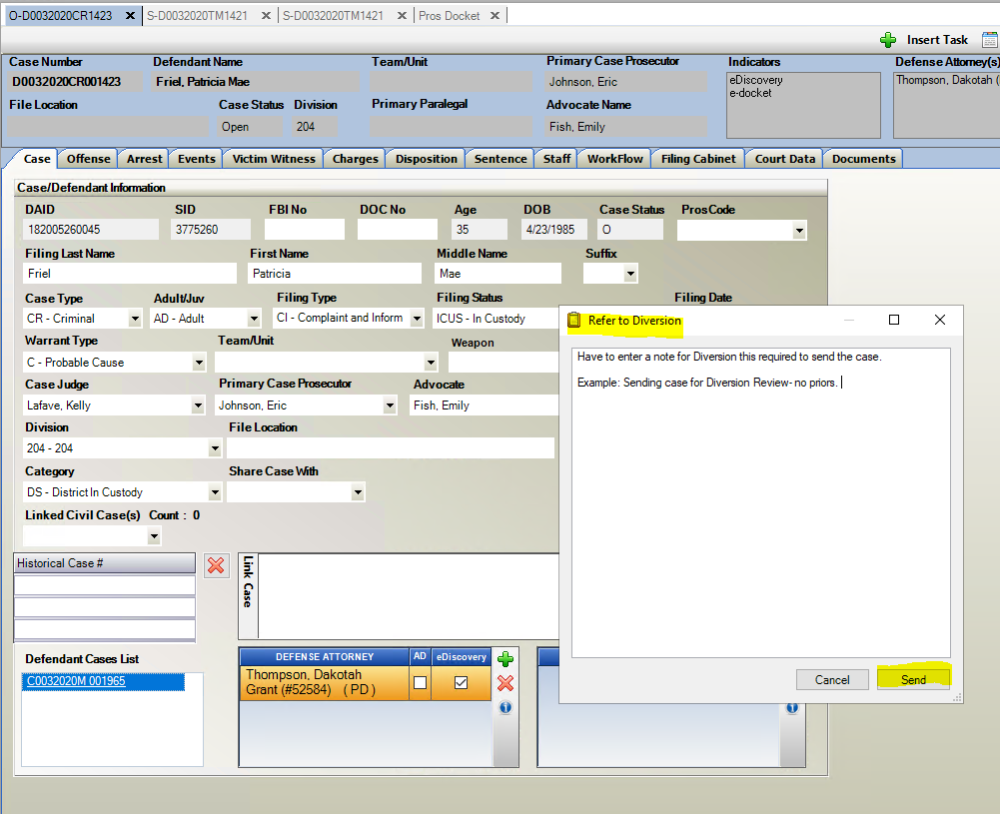 O-D0032020CR1423 S-D0032020TM1421 S-D0032020TM1421 Pros Docket
Insert Task
Case Number Defendant Name Team/Unit Primary Case Prosecutor Indicators Defense Attorney(s)
D0032020CR001423 Friel, Patricia Mae Johnson, Eric eDiscovery Thompson, Dakotah (
e-docket
File Location Case Status Division Primary Paralegal Advocate Name
Open 204 Fish, Emily
Case Offense Arrest Events Victim Witness Charges Disposition Sentence Staff WorkFlow Filing Cabinet Court Data Documents
Case/Defendant Information
DAID SID FBI No DOC No Age DOB Case Status ProsCode
182005260045 3775260 35 4/23/1985 O
Filing Last Name First Name Middle Name Suffix
Friel Patricia Mae
Case Type Adult/Juv Filing Type Filing Status Filing Date
CR - Criminal AD - Adult CI - Complaint and Inform ICUS - In Custody
Warrant Type Team/Unit Weapon
C - Probable Cause
Case Judge Primary Case Prosecutor Advocate
Lafave, Kelly Johnson, Eric Fish, Emily
Division File Location
204 - 204
Category Share Case With
DS - District In Custody
Linked Civil Case(s) Count : 0
Historical Case #
Link Case
Defendant Cases List
C0032020M 001965
DEFENSE ATTORNEY AD eDiscovery
Thompson, Dakotah
Grant (#52584) ( PD )
Refer to Diversion
Have to enter a note for Diversion this required to send the case.
Example: Sending case for Diversion Review- no priors.
Cancel Send